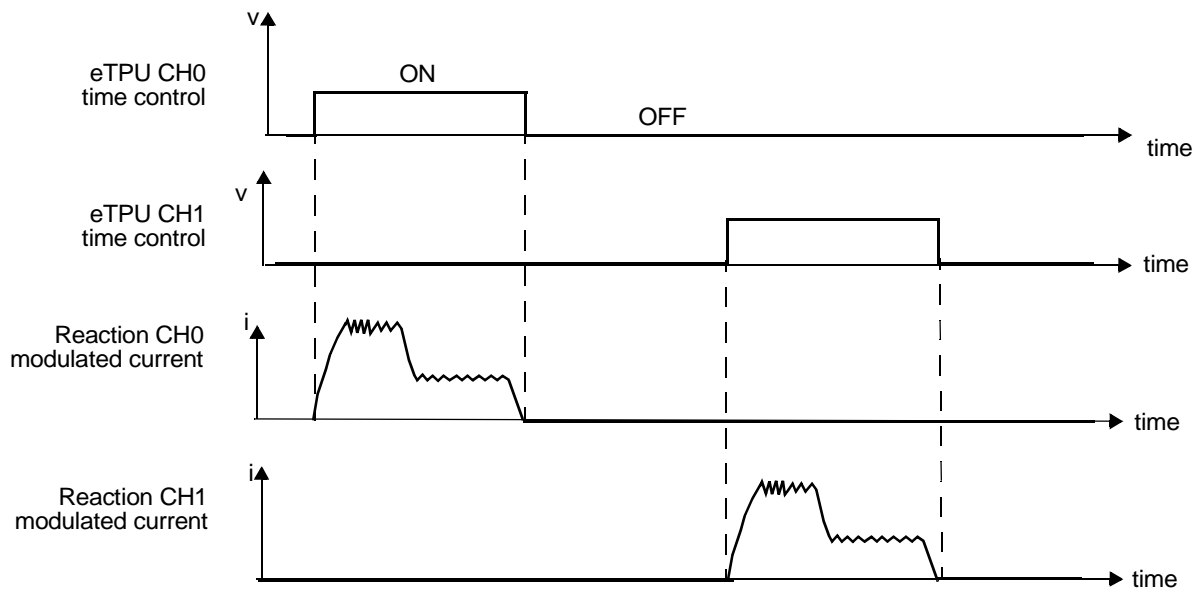 v
eTPU CH0
time control
ON
OFF
time
v
eTPU CH1
time control
time
i
Reaction CH0
modulated current
time
i
Reaction CH1
modulated current
time